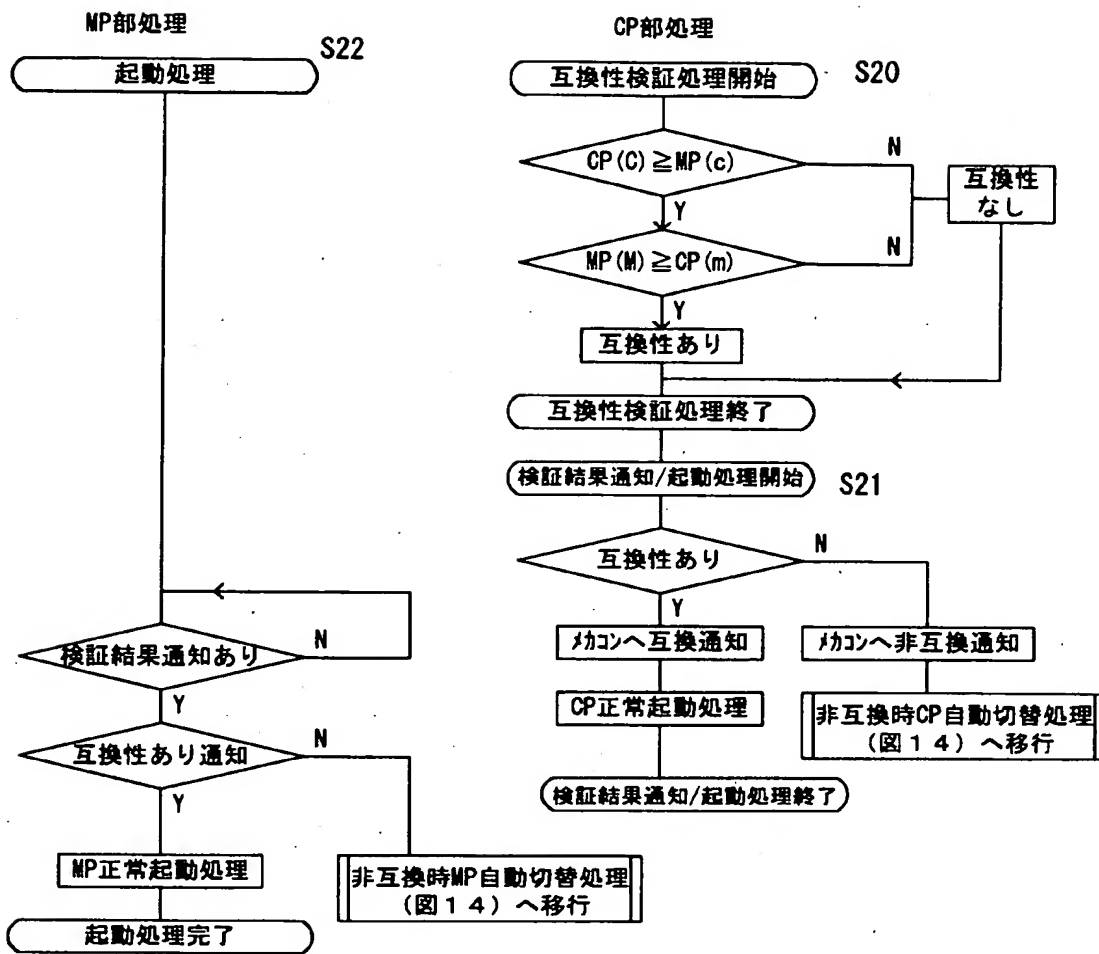 MP部処理
S22
起動処理
検証結果通知あり
N
Y
互換性あり通知
N
Y
MP正常起動処理
非互換時MP自動切替処理
(図14)へ移行
起動処理完了
CP部処理
互換性検証処理開始
S20
CP(C)≧MP(c)
N
Y
互換性
なし
MP(M)≧CP(m)
N
Y
互換性あり
互換性検証処理終了
検証結果通知/起動処理開始
S21
互換性あり
N
Y
ﾒｶｺﾝへ互換通知
ﾒｶｺﾝへ非互換通知
CP正常起動処理
非互換時CP自動切替処理
(図14)へ移行
検証結果通知/起動処理終了